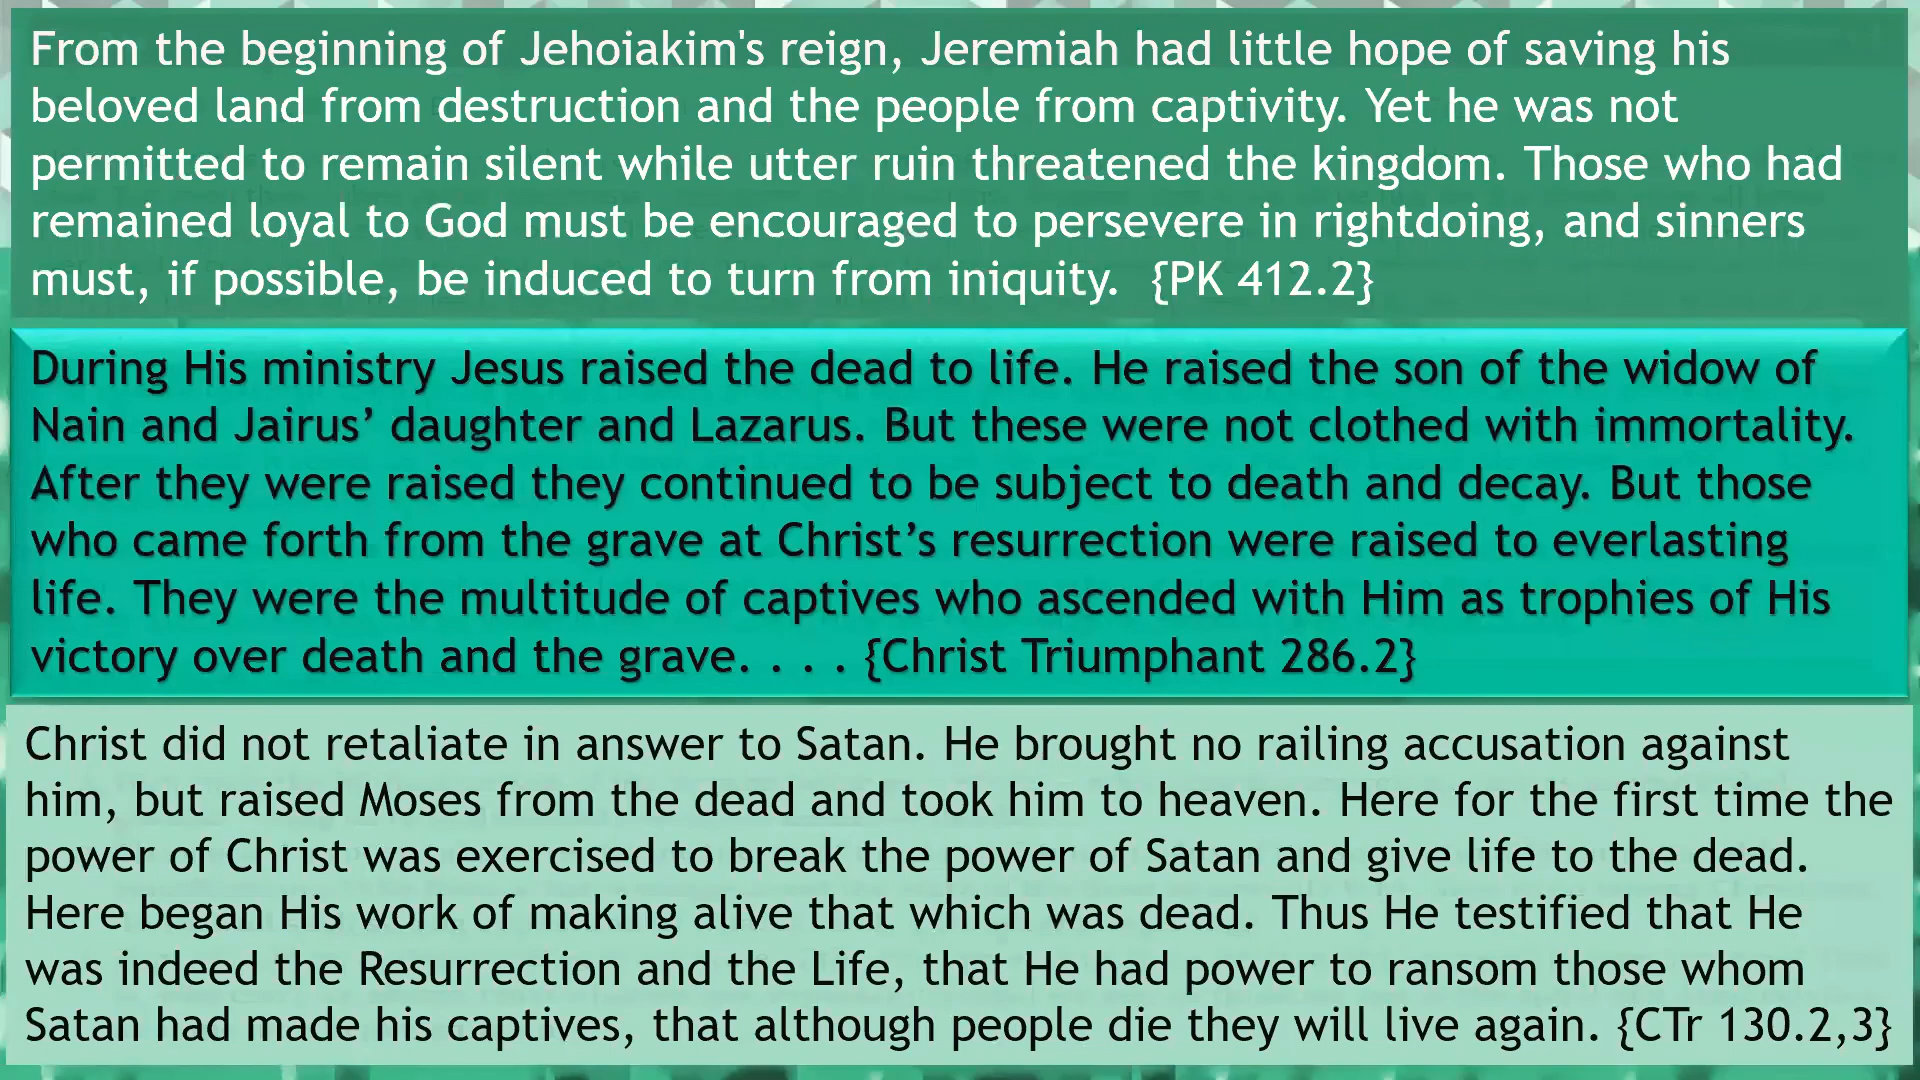 From the beginning of Jehoiakim's reign, Jeremiah had little hope of saving his
beloved land from destruction and the people from captivity. Yet he was not
permitted to remain silent while utter ruin threatened the kingdom. Those who had
remained loyal to God must be encouraged to persevere in rightdoing, and sinners
must, if possible, be induced to turn from iniquity.  {PK 412.2}
During His ministry Jesus raised the dead to life. He raised the son of the widow of
Nain and Jairus’ daughter and Lazarus. But these were not clothed with immortality.
After they were raised they continued to be subject to death and decay. But those
who came forth from the grave at Christ’s resurrection were raised to everlasting
life. They were the multitude of captives who ascended with Him as trophies of His
victory over death and the grave. . . . {Christ Triumphant 286.2}
Christ did not retaliate in answer to Satan. He brought no railing accusation against
him, but raised Moses from the dead and took him to heaven. Here for the first time the
power of Christ was exercised to break the power of Satan and give life to the dead.
Here began His work of making alive that which was dead. Thus He testified that He
was indeed the Resurrection and the Life, that He had power to ransom those whom
Satan had made his captives, that although people die they will live again. {CTr 130.2,3}